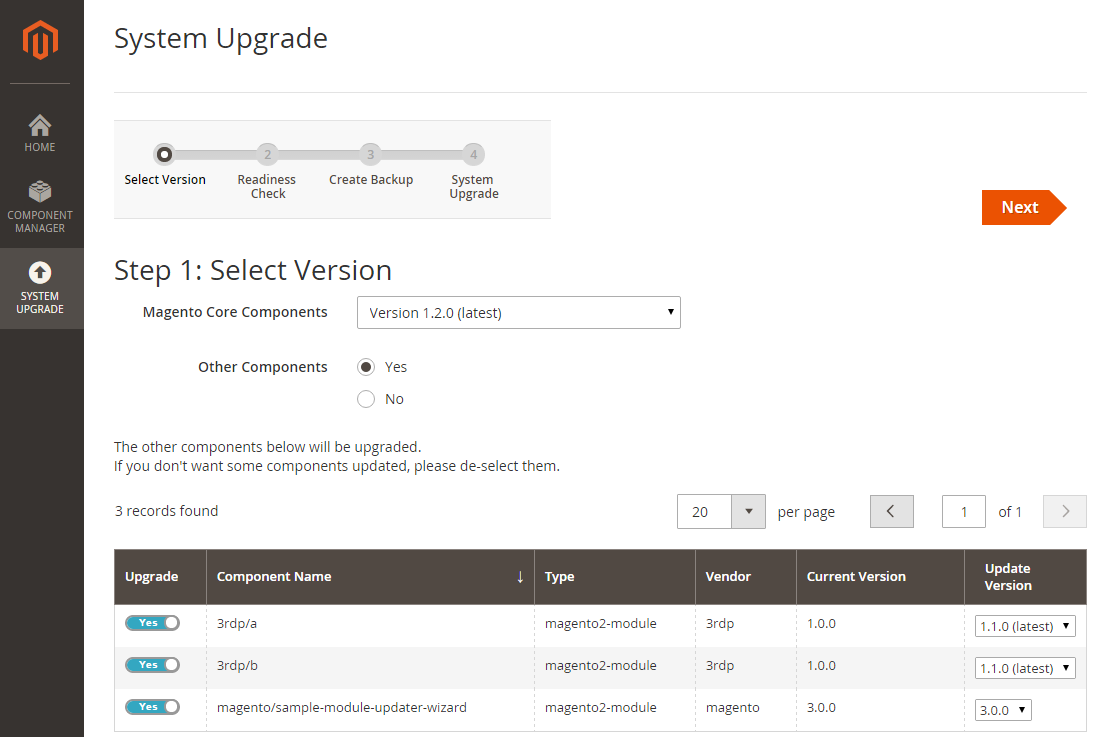 System Upgrade
HOME
COMPONENT
MANAGER
SYSTEM
UPGRADE
2 3 4
Select Version Readiness Create Backup System
Check Upgrade
Next
Step 1: Select Version
Magento Core Components Version 1.2.0 (latest)
Other Components Yes
No
The other components below will be upgraded.
If you don't want some components updated, please de-select them.
3 records found 20 per page 1 of 1
Upgrade Component Name ↓ Type Vendor Current Version Update Version
Yes 3rdp/a magento2-module 3rdp 1.0.0 1.1.0 (latest)
Yes 3rdp/b magento2-module 3rdp 1.0.0 1.1.0 (latest)
Yes magento/sample-module-updater-wizard magento2-module magento 3.0.0 3.0.0